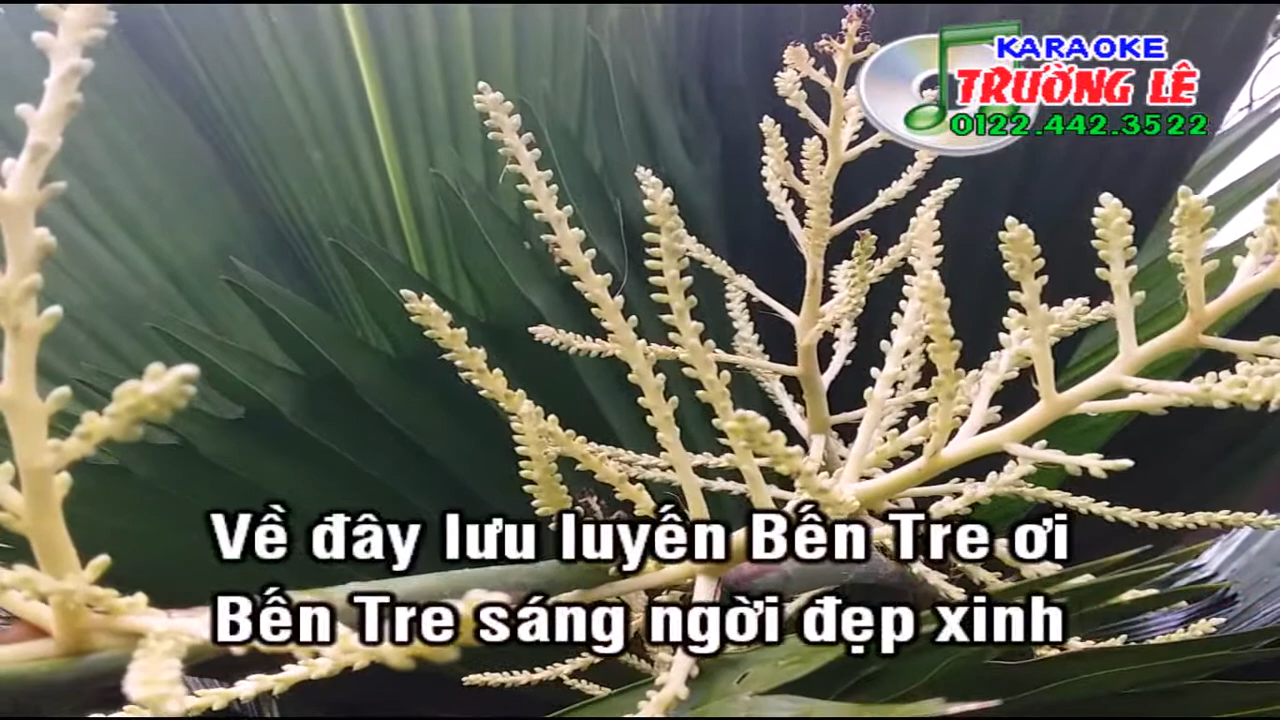 KARAOKE
TRƯỜNG LÊ
0122.442.3522
Về đây lưu luyến Bến Tre ơi
Bến Tre sáng ngời đẹp xinh